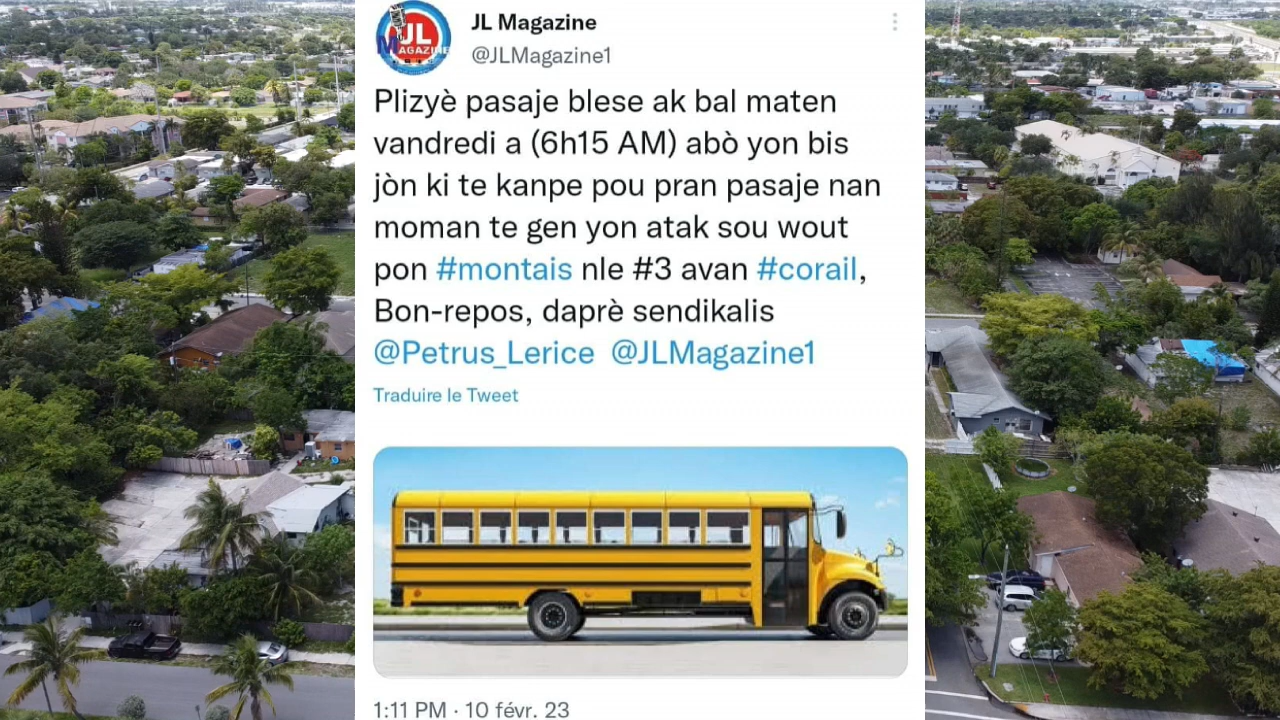 JL
MAGAZINE
JL Magazine
@JLMagazine1
Plizyè pasaje blese ak bal maten
vandredi a (6h15 AM) abò yon bis
jòn ki te kanpe pou pran pasaje nan
moman te gen yon atak sou wout
pon #montais nle #3 avan #corail,
Bon-repos, daprè sendikalis
@Petrus_Lerice @JLMagazine1
Traduire le Tweet
1:11 PM · 10 févr. 23